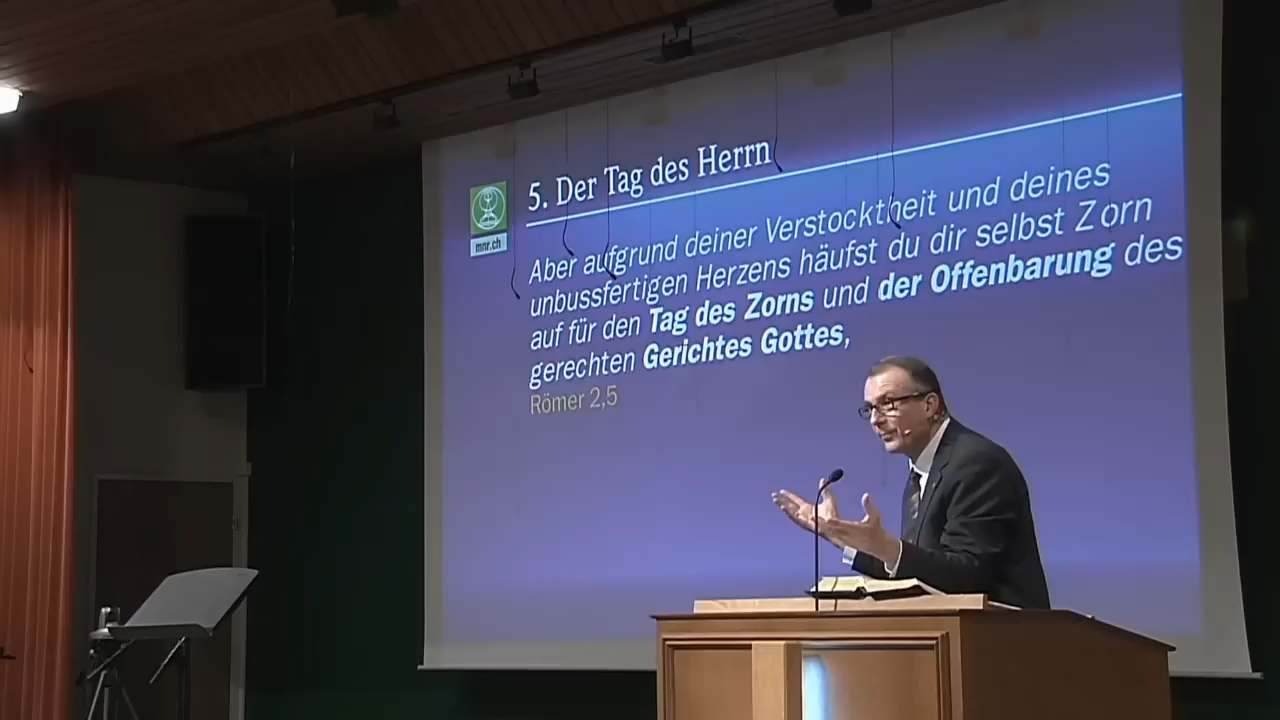 5. Der Tag des Herrn
mnr.ch
Aber aufgrund deiner Verstocktheit und deines
unbussfertigen Herzens häufst du dir selbst Zorn
auf für den Tag des Zorns und der Offenbarung des
gerechten Gerichtes Gottes,
Römer 2,5